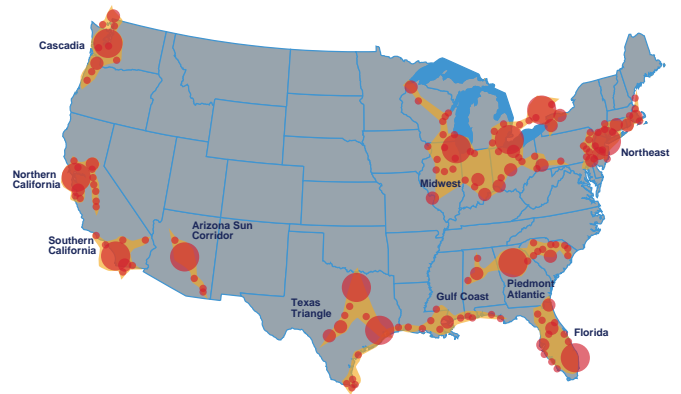 Cascadia
Northeast
Northern
California
Midwest
Arizona Sun
Corridor
Southern
California
Piedmont
Atlantic
Gulf Coast
Texas
Triangle
Florida